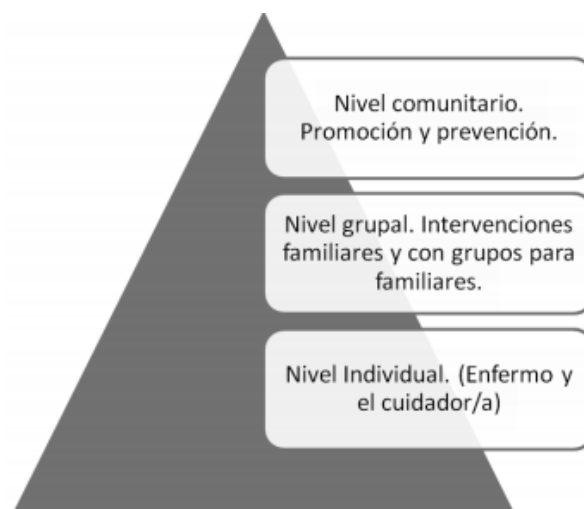 Nivel comunitario.
Promoción y prevención.
Nivel grupal. Intervenciones
familiares y con grupos para
familiares.
Nivel Individual. (Enfermo y
el cuidador/a)